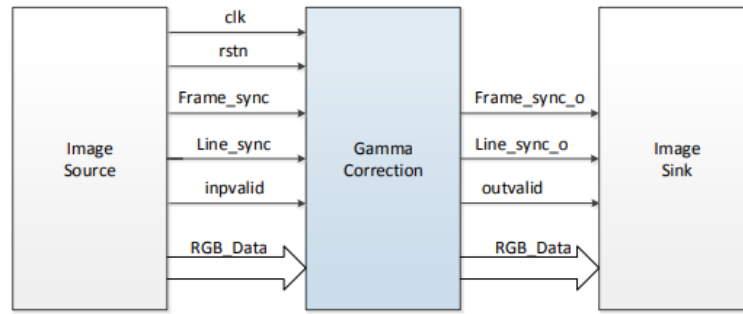 clk
rstn
Frame_sync
Line_sync
inpvalid
RGB_Data
Image
Source
Gamma
Correction
Frame_sync_o
Line_sync_o
outvalid
RGB_Data
Image
Sink